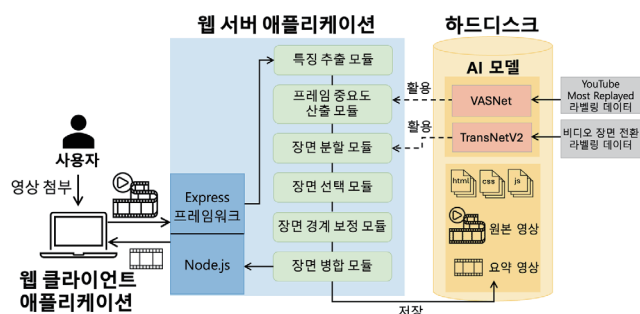 웹 서버 애플리케이션
하드디스크
특징 추출 모듈
프레임 중요도
산출 모듈
장면 분할 모듈
장면 선택 모듈
장면 경계 보정 모듈
장면 병합 모듈
Express
프레임워크
Node.js
활용
활용
AI 모델
VASNet
TransNetV2
YouTube
Most Replayed
라벨링 데이터
비디오 장면 전환
라벨링 데이터
html
css
js
원본 영상
요약 영상
저장
사용자
영상 첨부
웹 클라이언트
애플리케이션